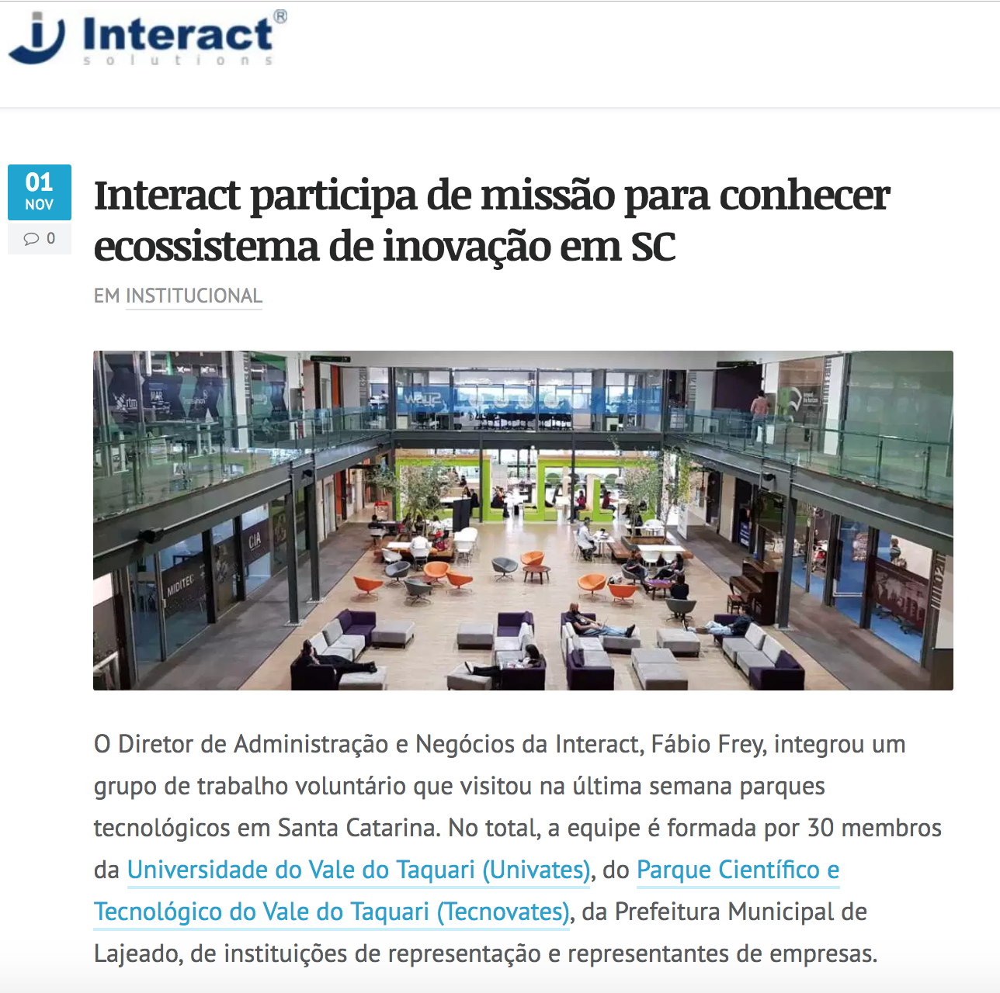 Interact®
solutions
01
NOV
0
Interact participa de missão para conhecer
ecossistema de inovação em SC
EM INSTITUCIONAL
rtm
way2
CIA
MIDITEC
O Diretor de Administração e Negócios da Interact, Fábio Frey, integrou um
grupo de trabalho voluntário que visitou na última semana parques
tecnológicos em Santa Catarina. No total, a equipe é formada por 30 membros
da Universidade do Vale do Taquari (Univates), do Parque Científico e
Tecnológico do Vale do Taquari (Tecnovates), da Prefeitura Municipal de
Lajeado, de instituições de representação e representantes de empresas.